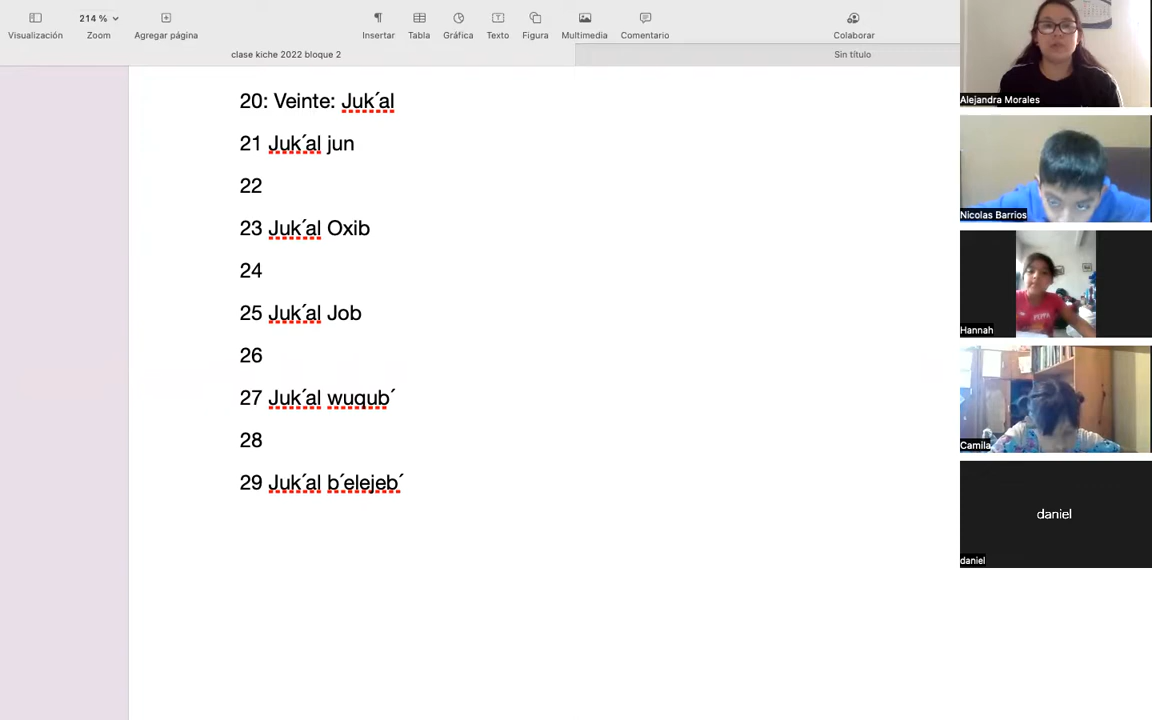 214 %
Visualización
Zoom
Agregar página
Insertar
Tabla
Gráfica
Texto
Figura
Multimedia
Comentario
Colaborar
clase kiche 2022 bloque 2
Sin título
20: Veinte: Juk´al
21 Juk´al jun
22
23 Juk´al Oxib
24
25 Juk´al Job
26
27 Juk´al wuqub´
28
29 Juk´al b´elejeb´
Alejandra Morales
Nicolas Barrios
Hannah
Camila
daniel
daniel